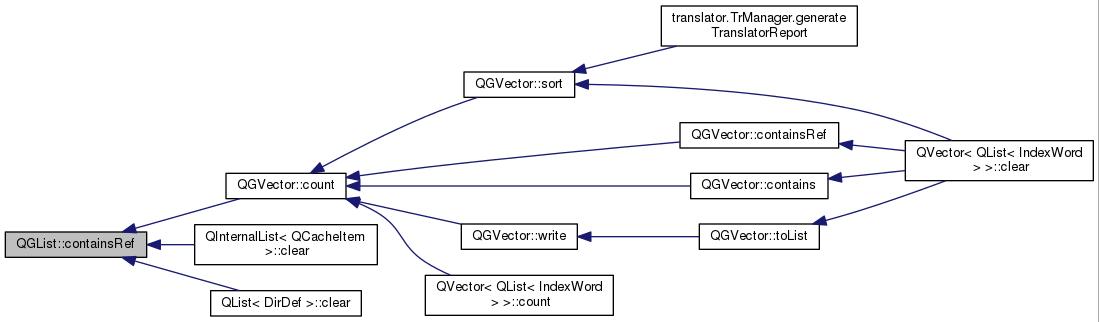 translator.TrManager.generate
TranslatorReport
QGVector::sort
QGVector::containsRef
QVector< QList< IndexWord
> >::clear
QGVector::count
QGVector::contains
QGList::containsRef
QInternalList< QCacheItem
>::clear
QGVector::write
QGVector::toList
QVector< QList< IndexWord
> >::count
QList< DirDef >::clear